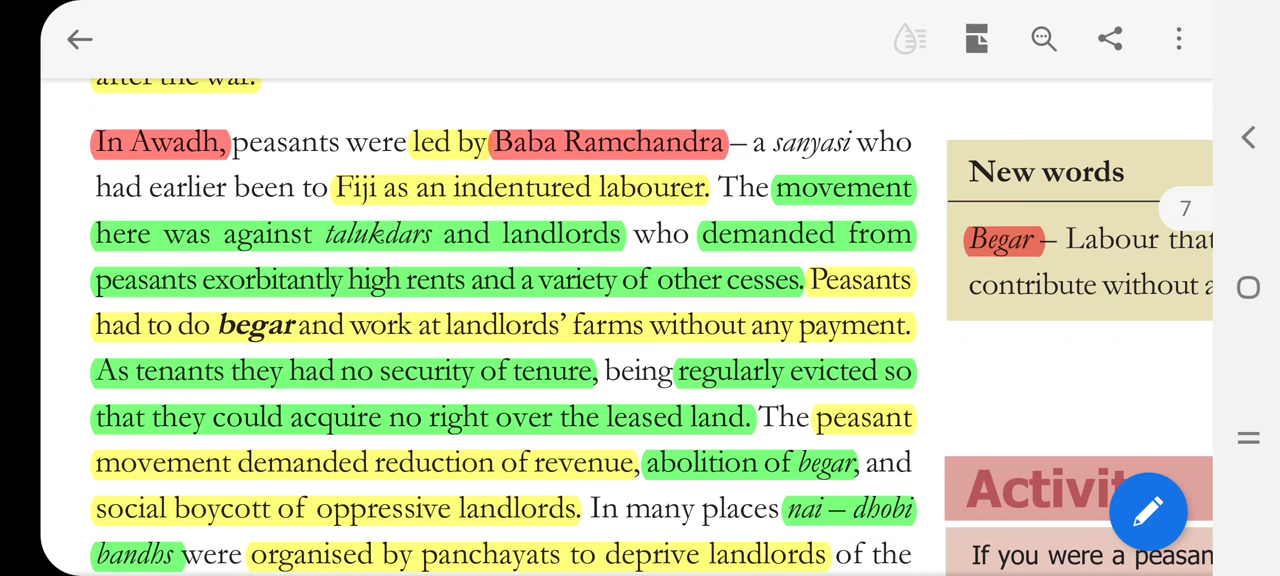 after the war.
In Awadh, peasants were led by Baba Ramchandra – a sanyasi who
had earlier been to Fiji as an indentured labourer. The movement
here was against talukdars and landlords who demanded from
peasants exorbitantly high rents and a variety of other cesses. Peasants
had to do begar and work at landlords' farms without any payment.
As tenants they had no security of tenure, being regularly evicted so
that they could acquire no right over the leased land. The peasant
movement demanded reduction of revenue, abolition of begar, and
social boycott of oppressive landlords. In many places nai – dhobi
bandhs were organised by panchayats to deprive landlords of the
New words
7
Begar – Labour that
contribute without a
Activit
If you were a peasan